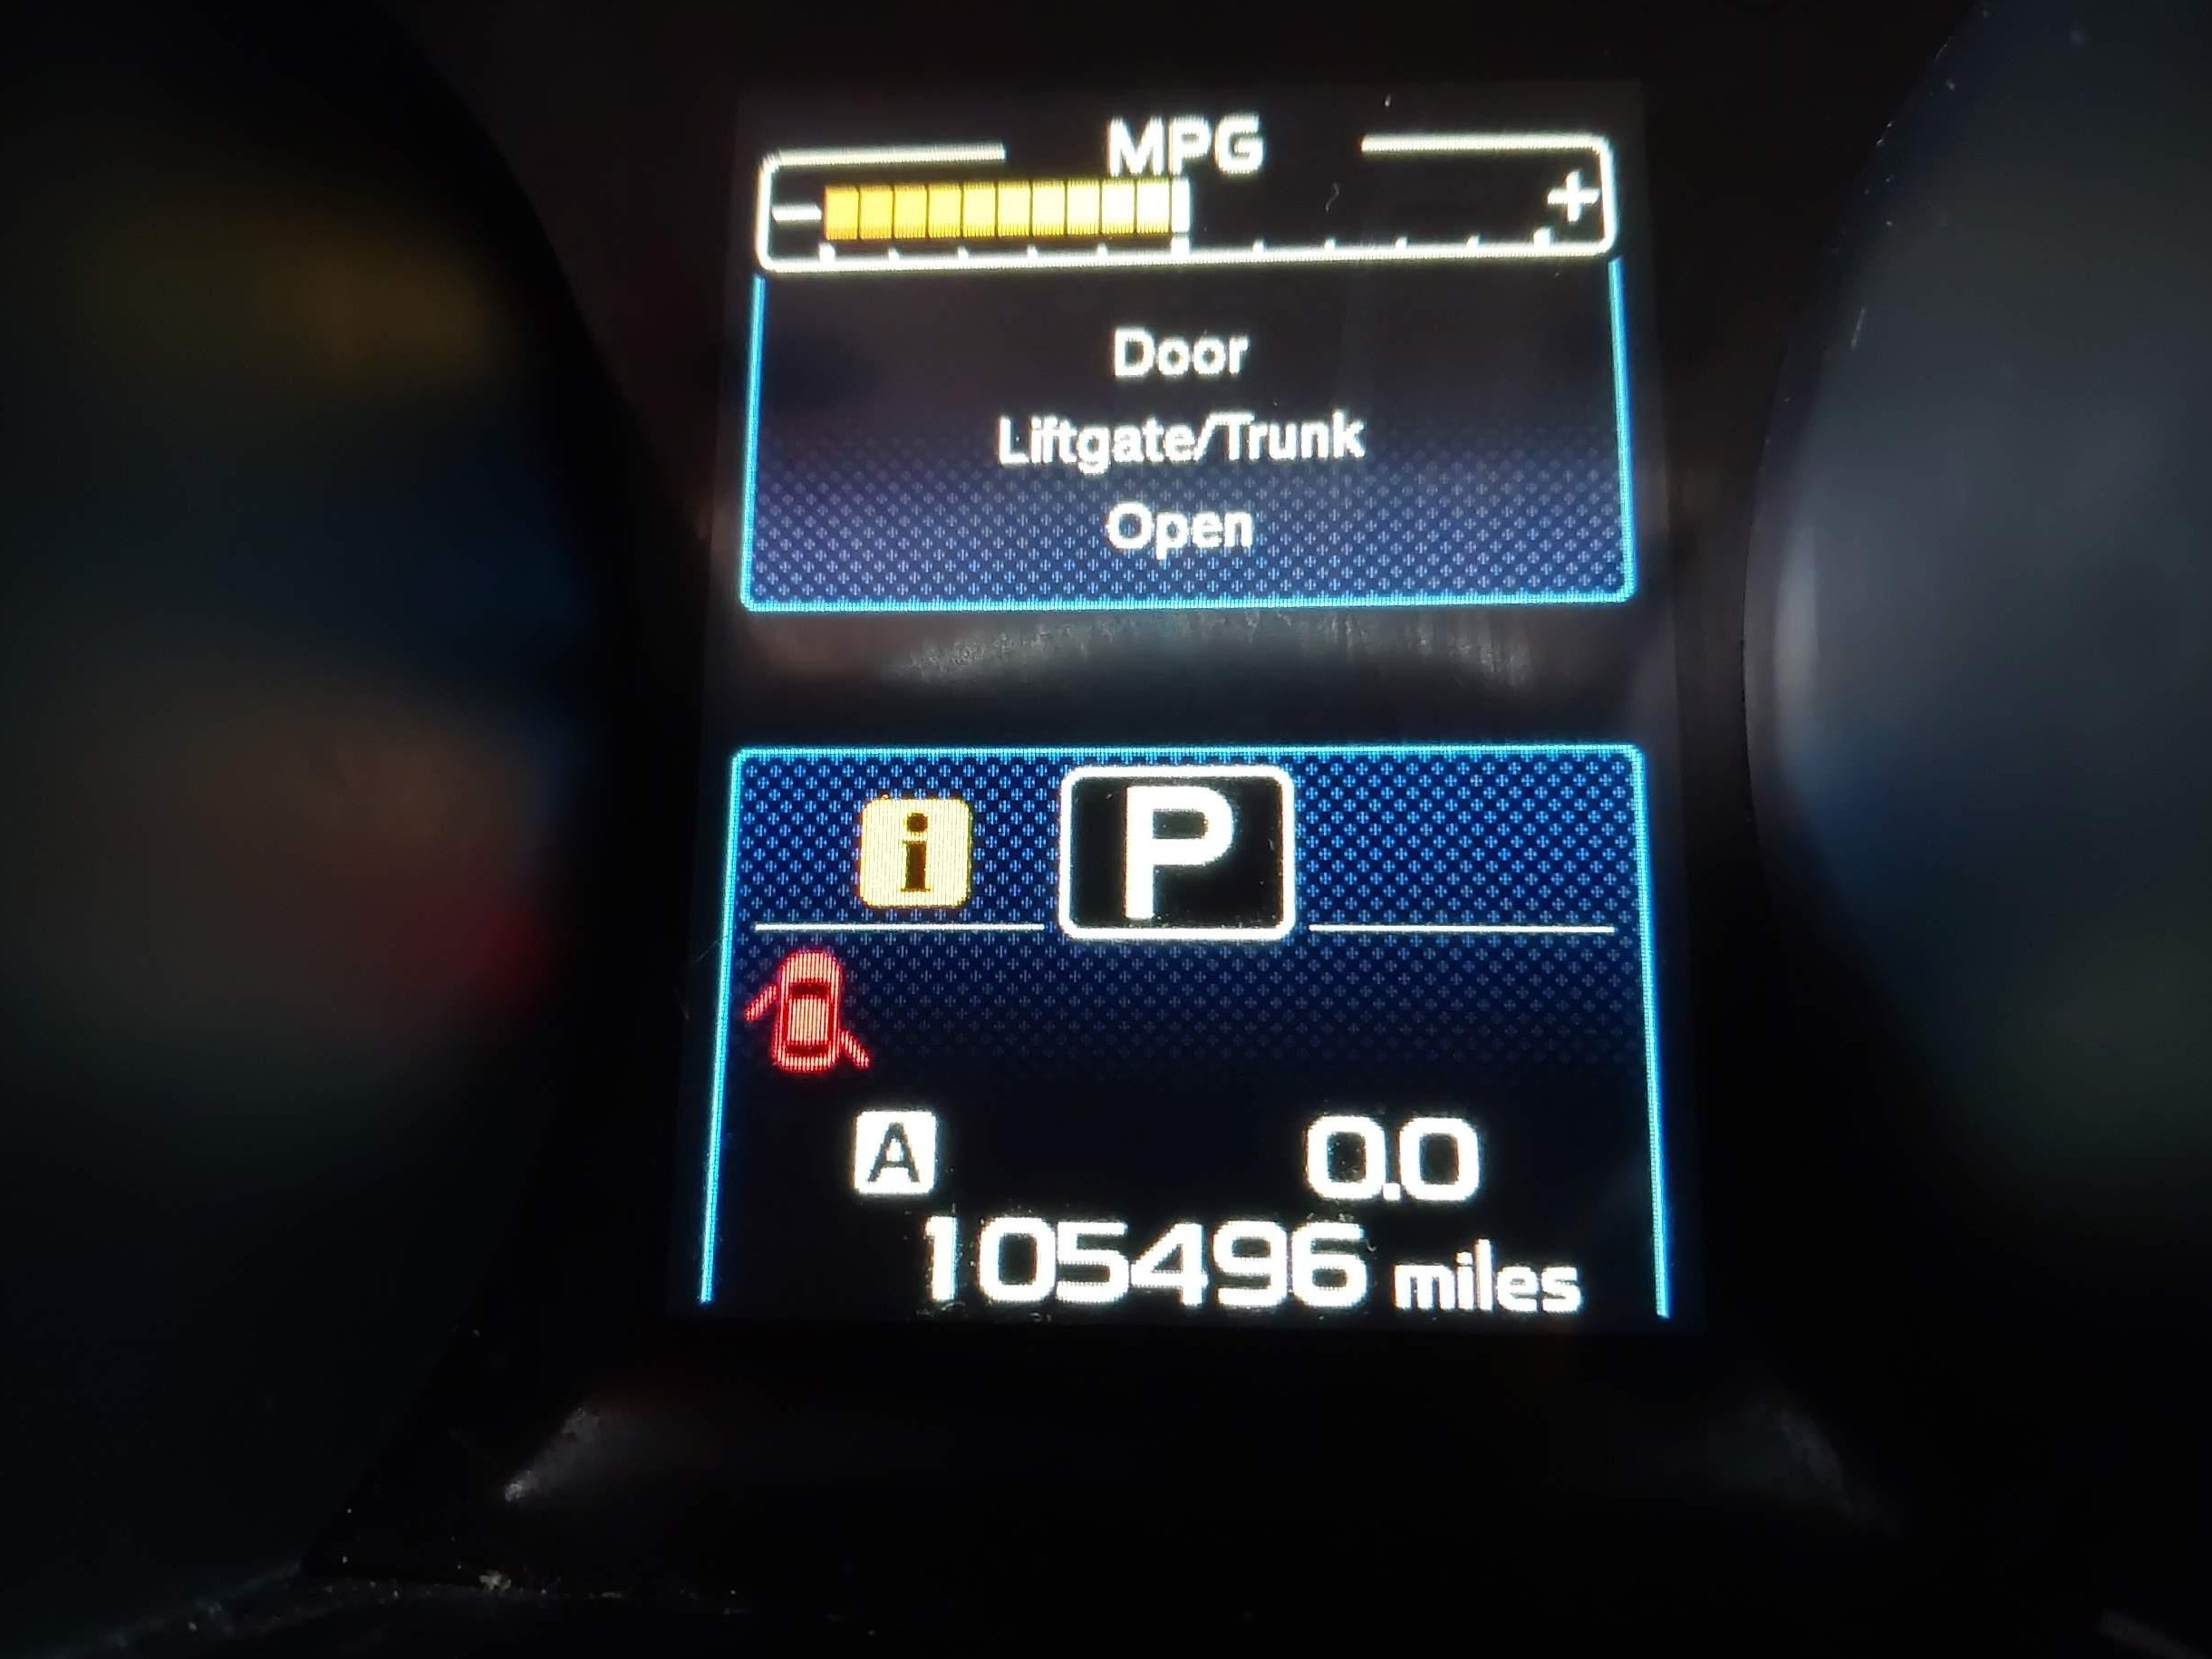 MPG
- +
Door
Liftgate/Trunk
Open
i P
A 0.0
105496 miles